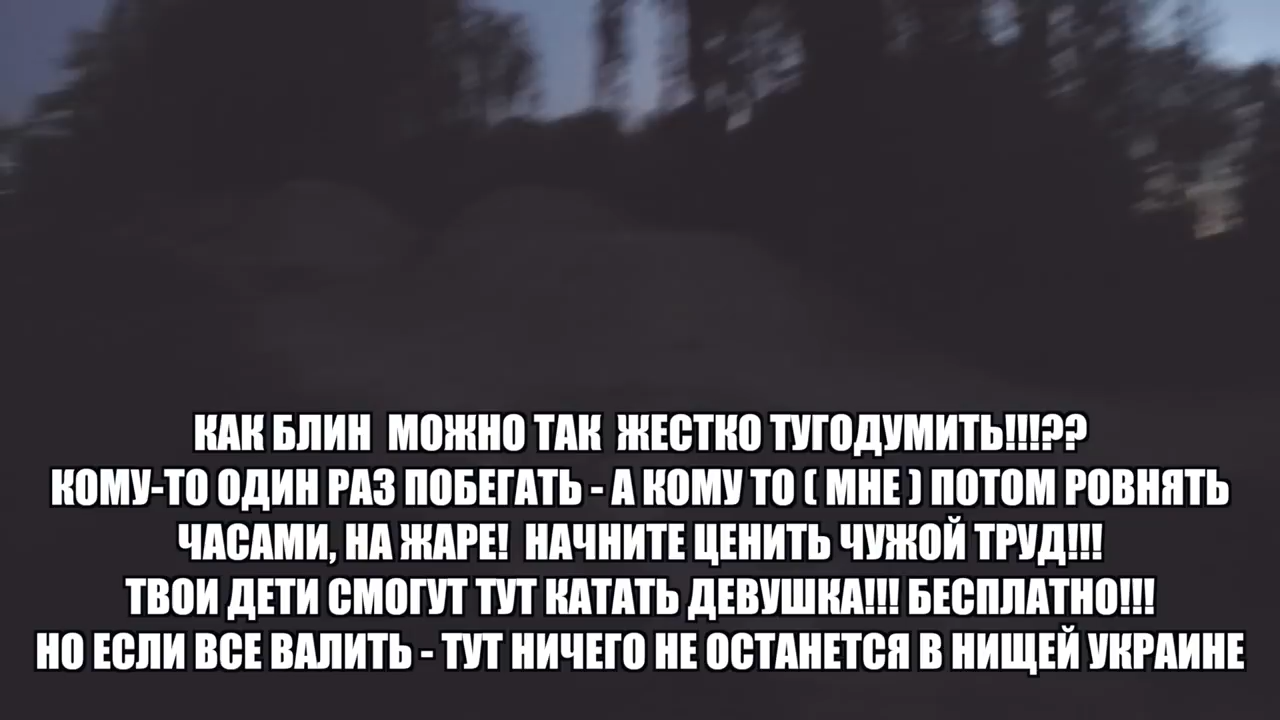 КАК БЛИН МОЖНО ТАК ЖЕСТКО ТУГОДУМИТЬ!!!??
КОМУ-ТО ОДИН РАЗ ПОБЕГАТЬ - А КОМУ ТО ( МНЕ ) ПОТОМ РОВНЯТЬ
ЧАСАМИ, НА ЖАРЕ! НАЧНИТЕ ЦЕНИТЬ ЧУЖОЙ ТРУД!!!
ТВОИ ДЕТИ СМОГУТ ТУТ КАТАТЬ ДЕВУШКА!!! БЕСПЛАТНО!!!
НО ЕСЛИ ВСЕ ВАЛИТЬ - ТУТ НИЧЕГО НЕ ОСТАНЕТСЯ В НИЩЕЙ УКРАИНЕ